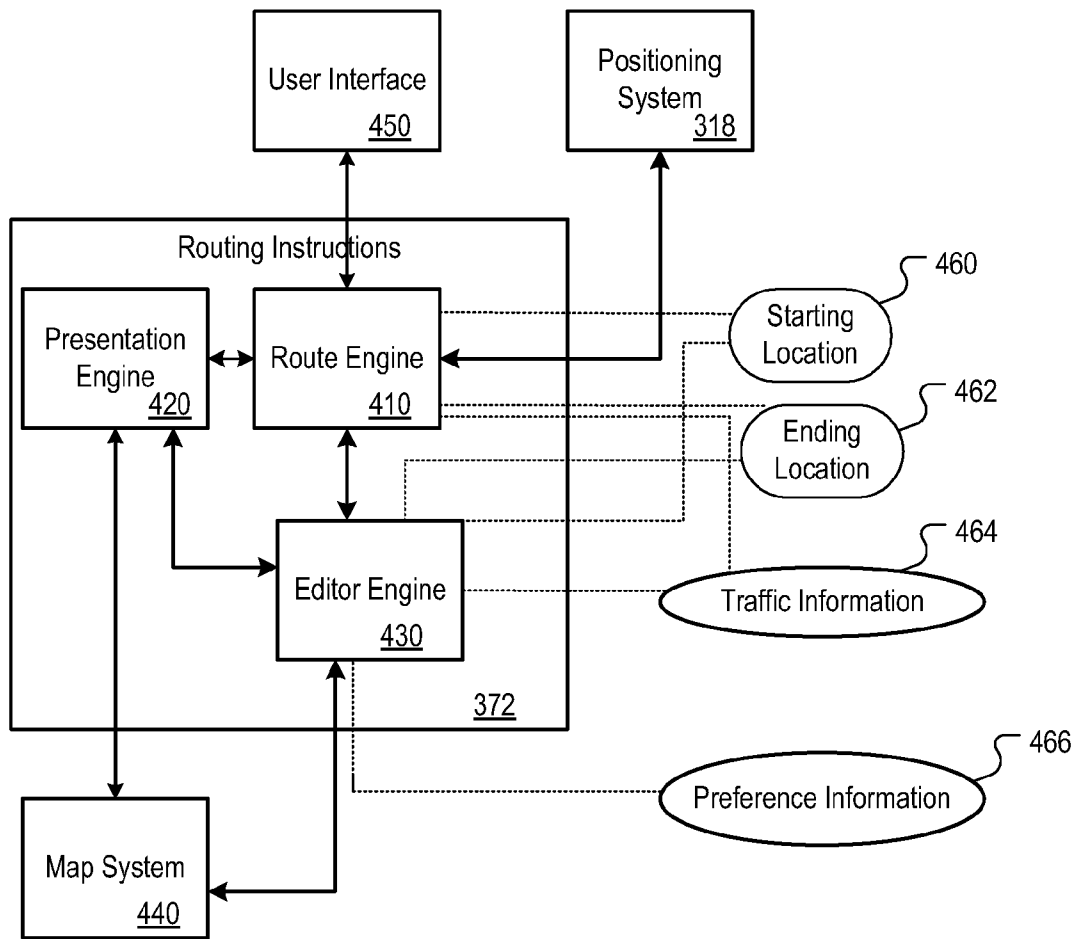 User Interface
450
Positioning
System
318
Routing Instructions
Presentation
Engine
420
Route Engine
410
460
Starting
Location
462
Ending
Location
Editor Engine
430
464
Traffic Information
372
466
Preference Information
Map System
440